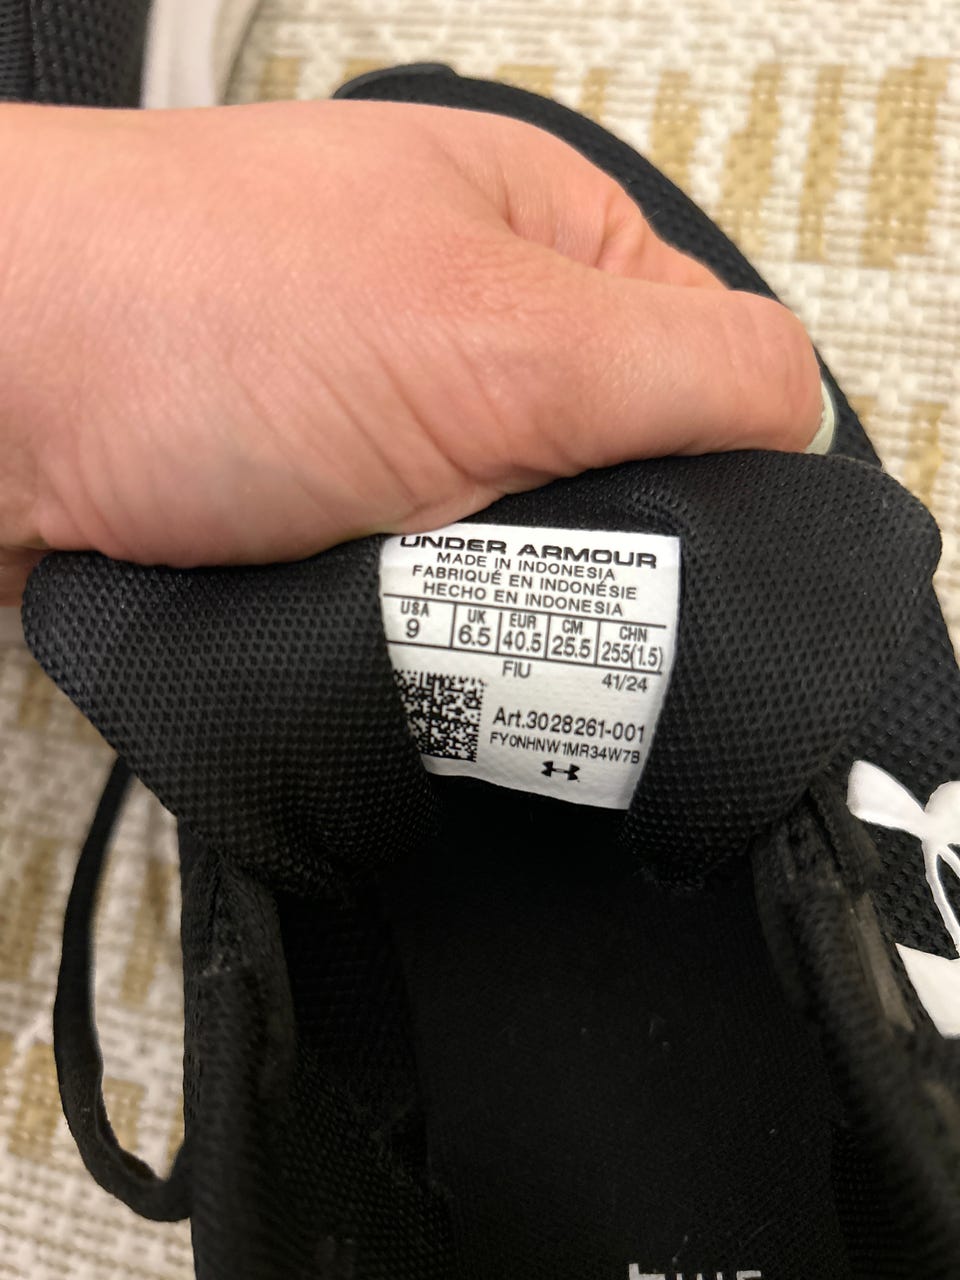 UNDER ARMOUR
MADE IN INDONESIA
FABRIQUÉ EN INDONÉSIE
HECHO EN INDONESIA
USA UK EUR CM CHN
9 6.5 40.5 25.5 255(1.5)
FIU 41/24
Art.3028261-001
FY0NHNW1MR34W7B